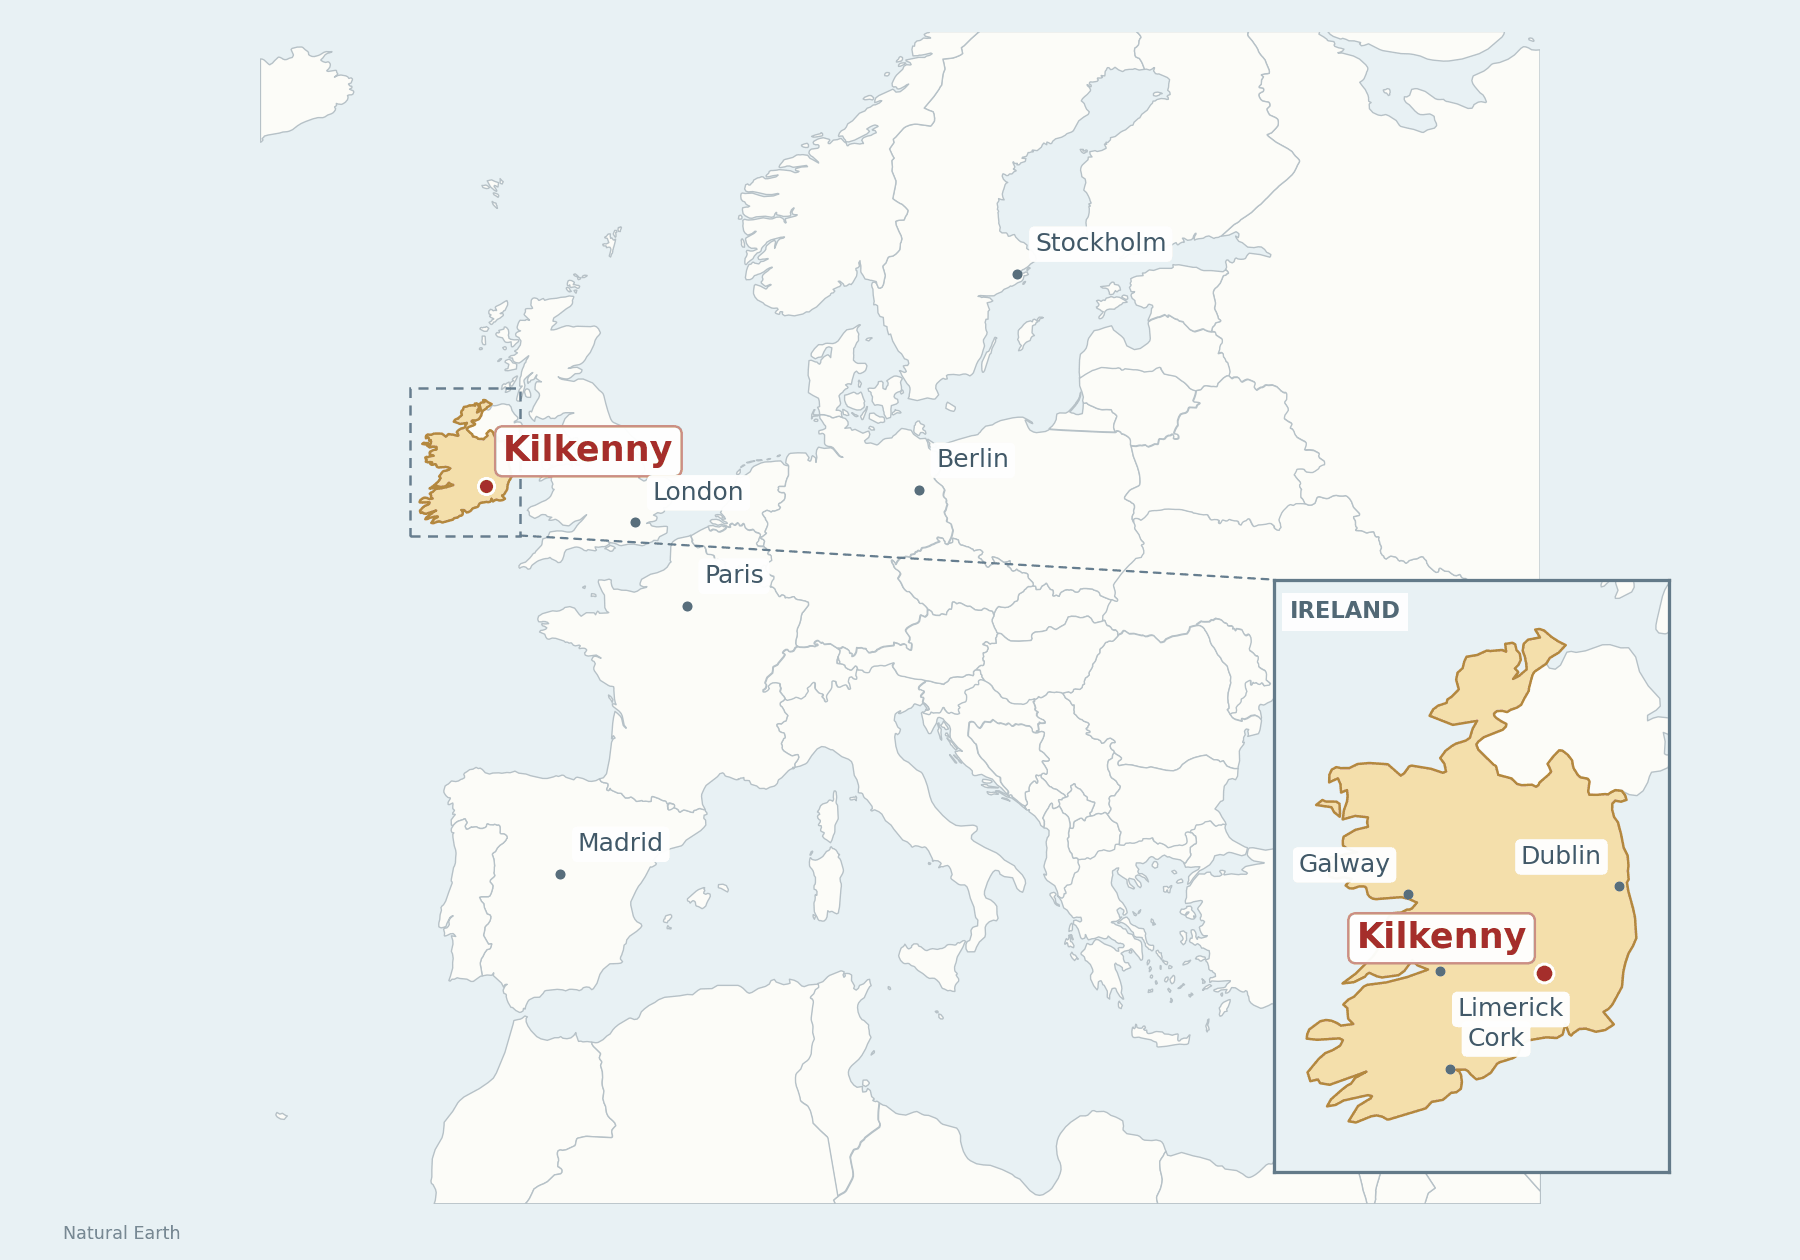 Stockholm
Kilkenny
Berlin
London
Paris
Madrid
IRELAND
Galway
Dublin
Kilkenny
Limerick
Cork
Natural Earth